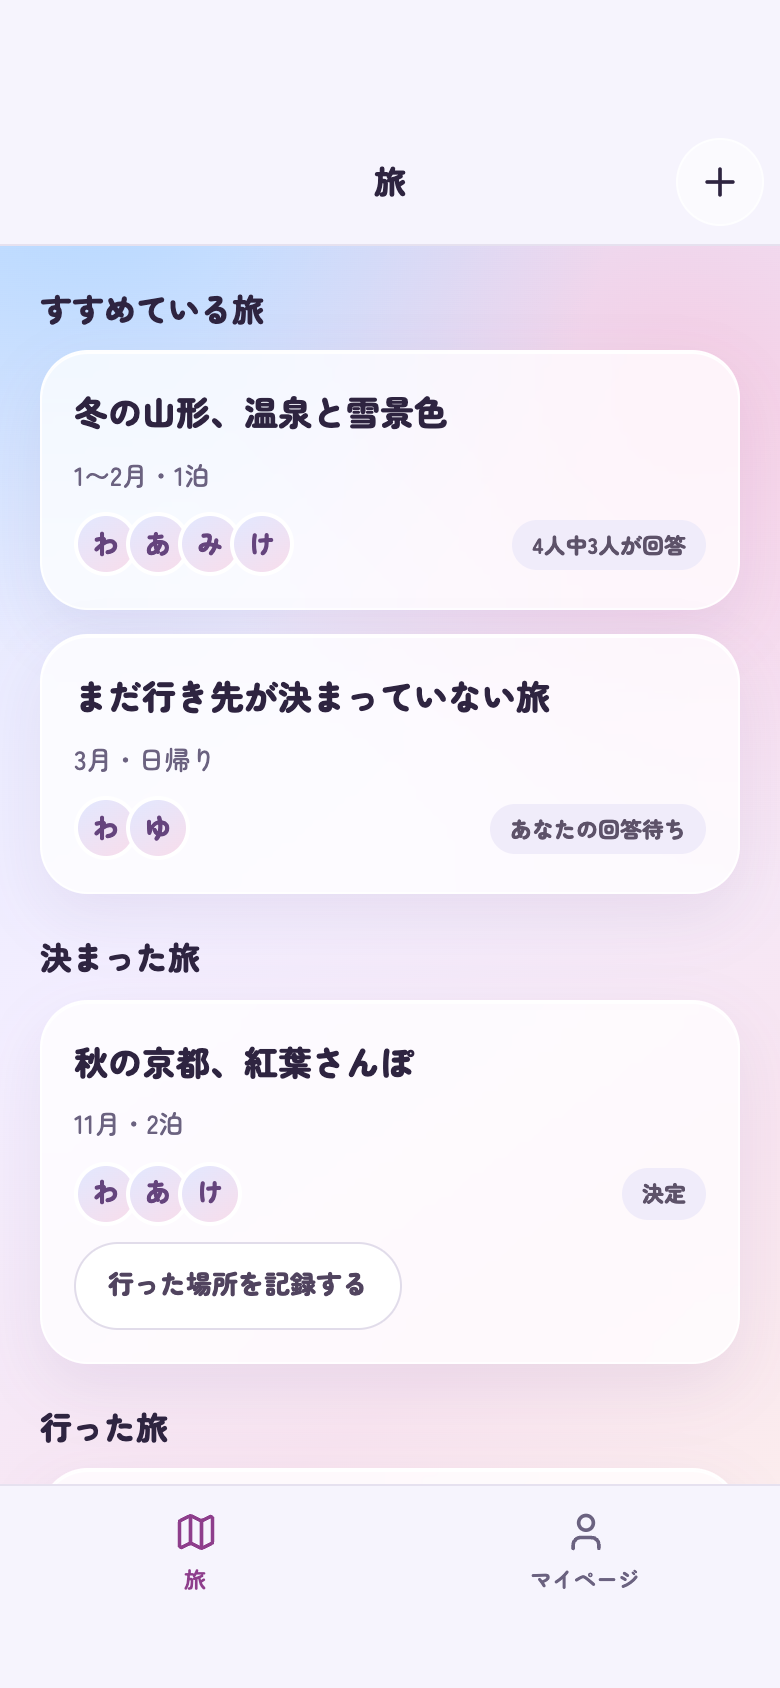 旅
すすめている旅
冬の山形、温泉と雪景色
1〜2月・1泊
わ あ み け
4人中3人が回答
まだ行き先が決まっていない旅
3月・日帰り
わ ゆ
あなたの回答待ち
決まった旅
秋の京都、紅葉さんぽ
11月・2泊
わ あ け
決定
行った場所を記録する
行った旅
旅
マイページ